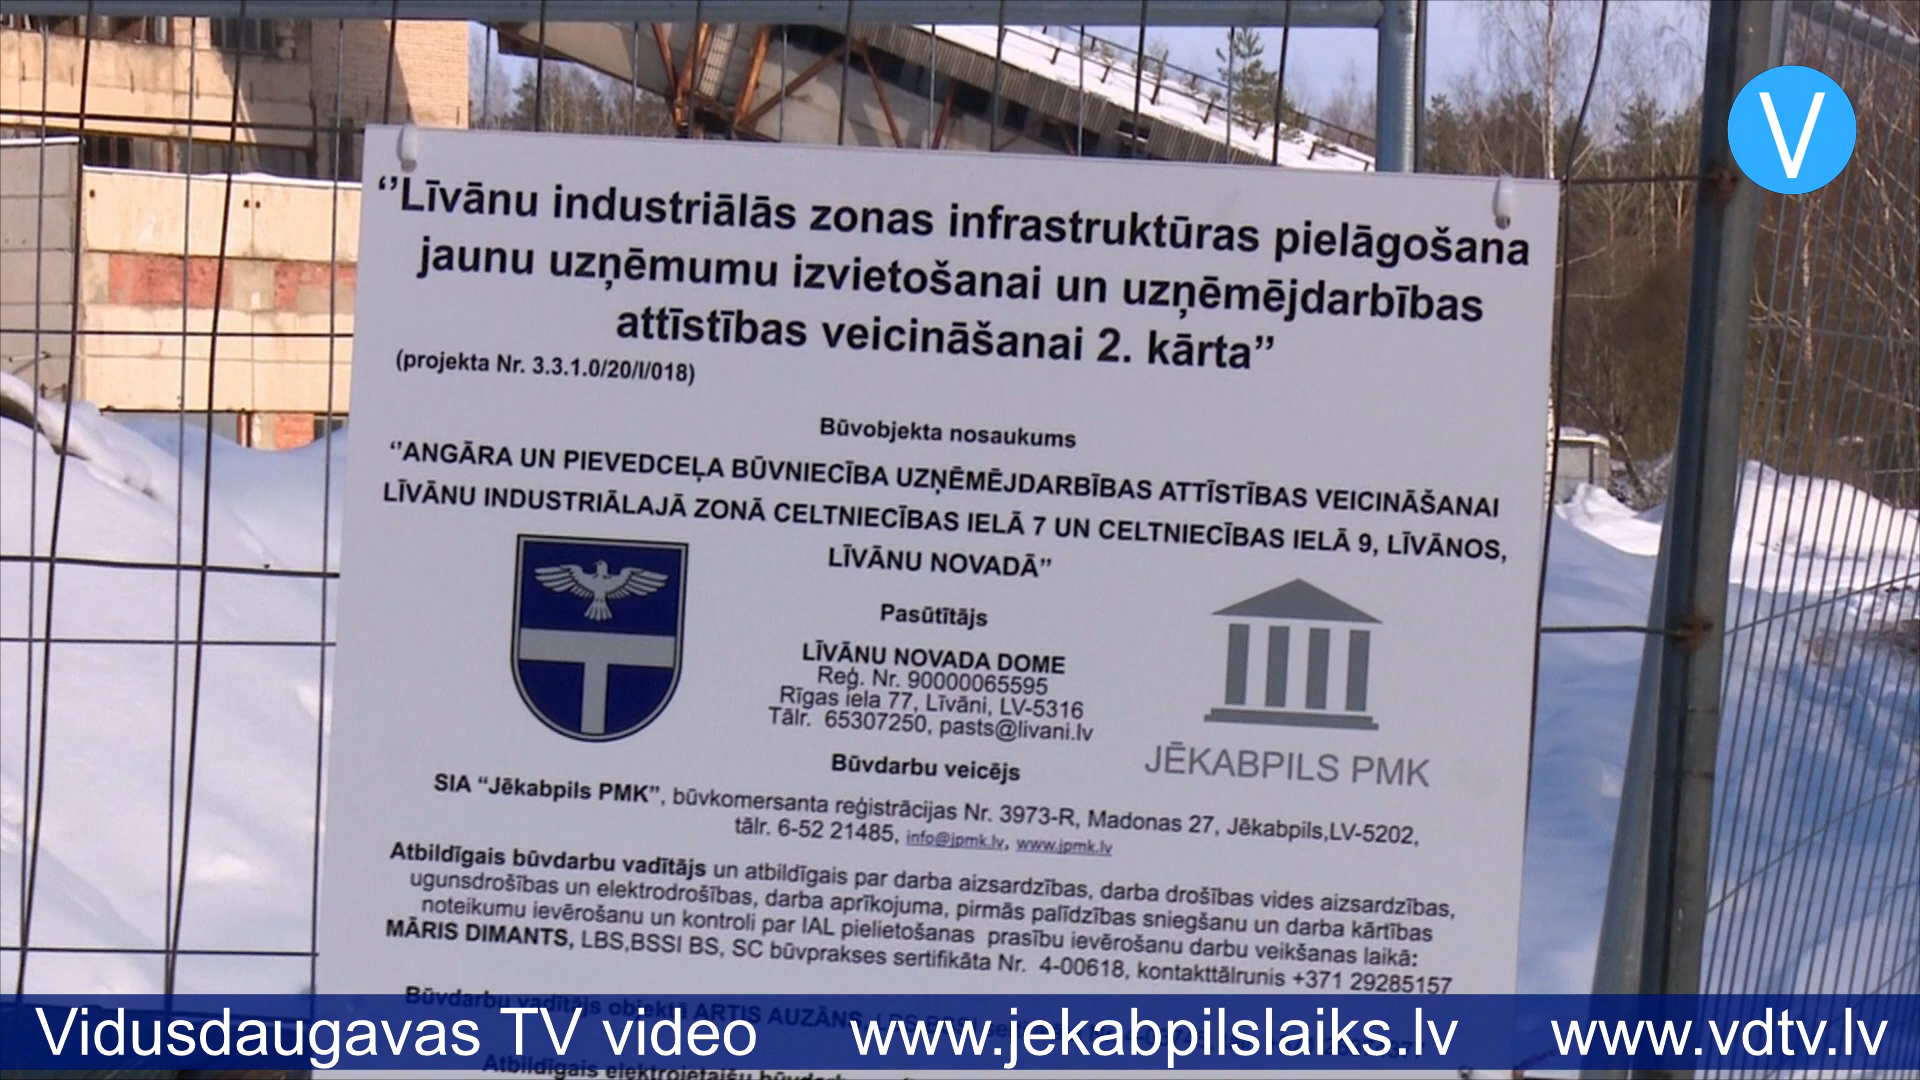 V
‘’Līvānu industriālās zonas infrastruktūras pielāgošana
jaunu uzņēmumu izvietošanai un uzņēmējdarbības
attīstības veicināšanai 2. kārta’’
(projekta Nr. 3.3.1.0/20/I/018)
Būvobjekta nosaukums
‘’ANGĀRA UN PIEVEDCEĻA BŪVNIECĪBA UZŅĒMĒJDARBĪBAS ATTĪSTĪBAS VEICINĀŠANAI
LĪVĀNU INDUSTRIĀLAJĀ ZONĀ CELTNIECĪBAS IELĀ 7 UN CELTNIECĪBAS IELĀ 9, LĪVĀNOS,
LĪVĀNU NOVADĀ’’
Pasūtītājs
LĪVĀNU NOVADA DOME
Reģ. Nr. 90000065595
Rīgas iela 77, Līvāni, LV-5316
Tālr. 65307250, pasts@livani.lv
JĒKABPILS PMK
Būvdarbu veicējs
SIA “Jēkabpils PMK”, būvkomersanta reģistrācijas Nr. 3973-R, Madonas 27, Jēkabpils,LV-5202,
tālr. 6-52 21485, info@jpmk.lv, www.jpmk.lv
Atbildīgais būvdarbu vadītājs un atbildīgais par darba aizsardzības, darba drošības vides aizsardzības,
ugunsdrošības un elektrodrošības, darba aprīkojuma, pirmās palīdzības sniegšanu un darba kārtības
noteikumu ievērošanu un kontroli par IAL pielietošanas prasību ievērošanu darbu veikšanas laikā:
MĀRIS DIMANTS, LBS,BSSI BS, SC būvprakses sertifikāta Nr. 4-00618, kontakttālrunis +371 29285157
Būvdarbu vadītājs objektā ARTIS AUZĀNS,
Atbildīgais elektroietaišu
Vidusdaugavas TV video www.jekabpilslaiks.lv www.vdtv.lv